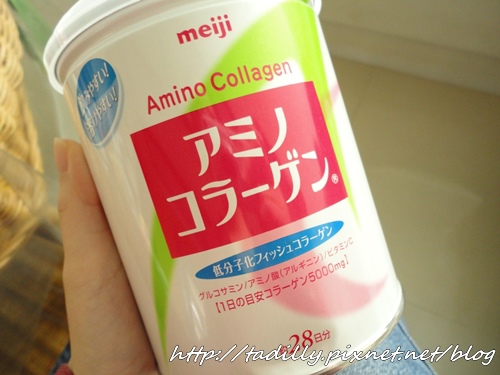 meiji
Amino Collagen
アミノ
コラーゲン®
低分子化フィッシュコラーゲン
グルコサミン/アミノ酸(アルギニン)/ビタミンC
【1日の目安コラーゲン5000mg】
28日分
http://tadilly.pixnet.net/blog